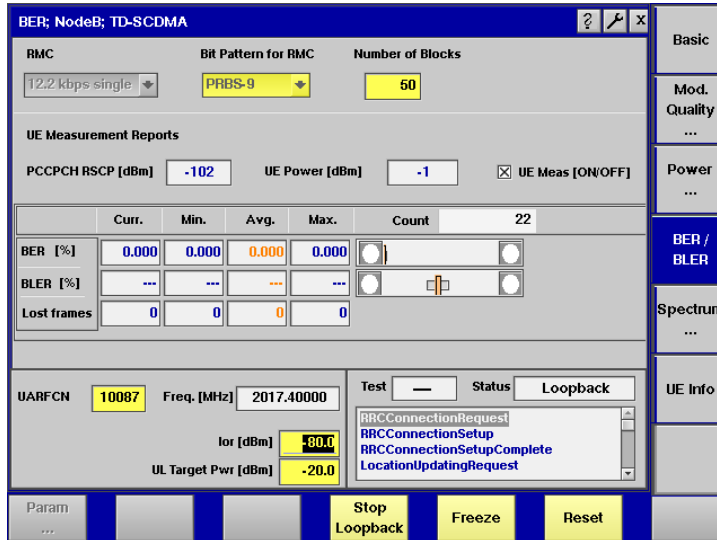 BER; NodeB; TD-SCDMA ? x
RMC Bit Pattern for RMC Number of Blocks
12.2 kbps single PRBS-9 50
UE Measurement Reports
PCCPCH RSCP [dBm] -102 UE Power [dBm] -1 UE Meas [ON/OFF]
Curr. Min. Avg. Max. Count 22
BER [%] 0.000 0.000 0.000 0.000
BLER [%] --- --- --- ---
Lost frames 0 0 0 0
UARFCN 10087 Freq. [MHz] 2017.40000
Ior [dBm] -80.0
UL Target Pwr [dBm] -20.0
Test — Status Loopback
RRCConnectionRequest
RRCConnectionSetup
RRCConnectionSetupComplete
LocationUpdatingRequest
Basic
Mod.
Quality
...
Power
...
BER /
BLER
Spectrum
...
UE Info
Param
...
Stop
Loopback
Freeze
Reset